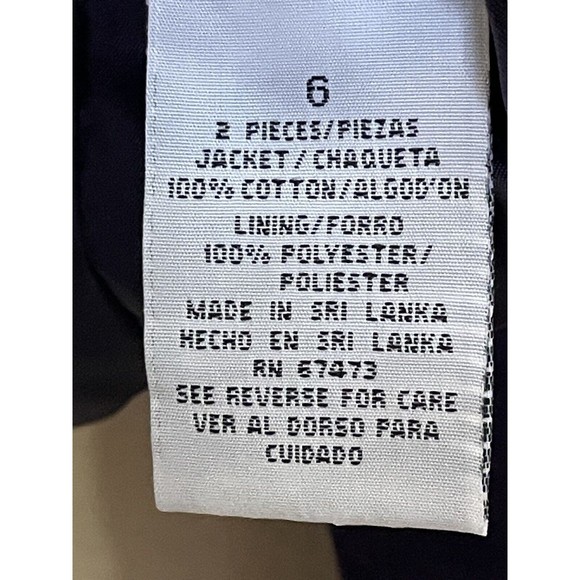 6
2 PIECES/PIEZAS
JACKET/CHAQUETA
100% COTTON/ALGOD'ON
LINING/FORRO
100% POLYESTER/
POLIESTER
MADE IN SRI LANKA
HECHO EN SRI LANKA
RN 67473
SEE REVERSE FOR CARE
VER AL DORSO PARA
CUIDADO